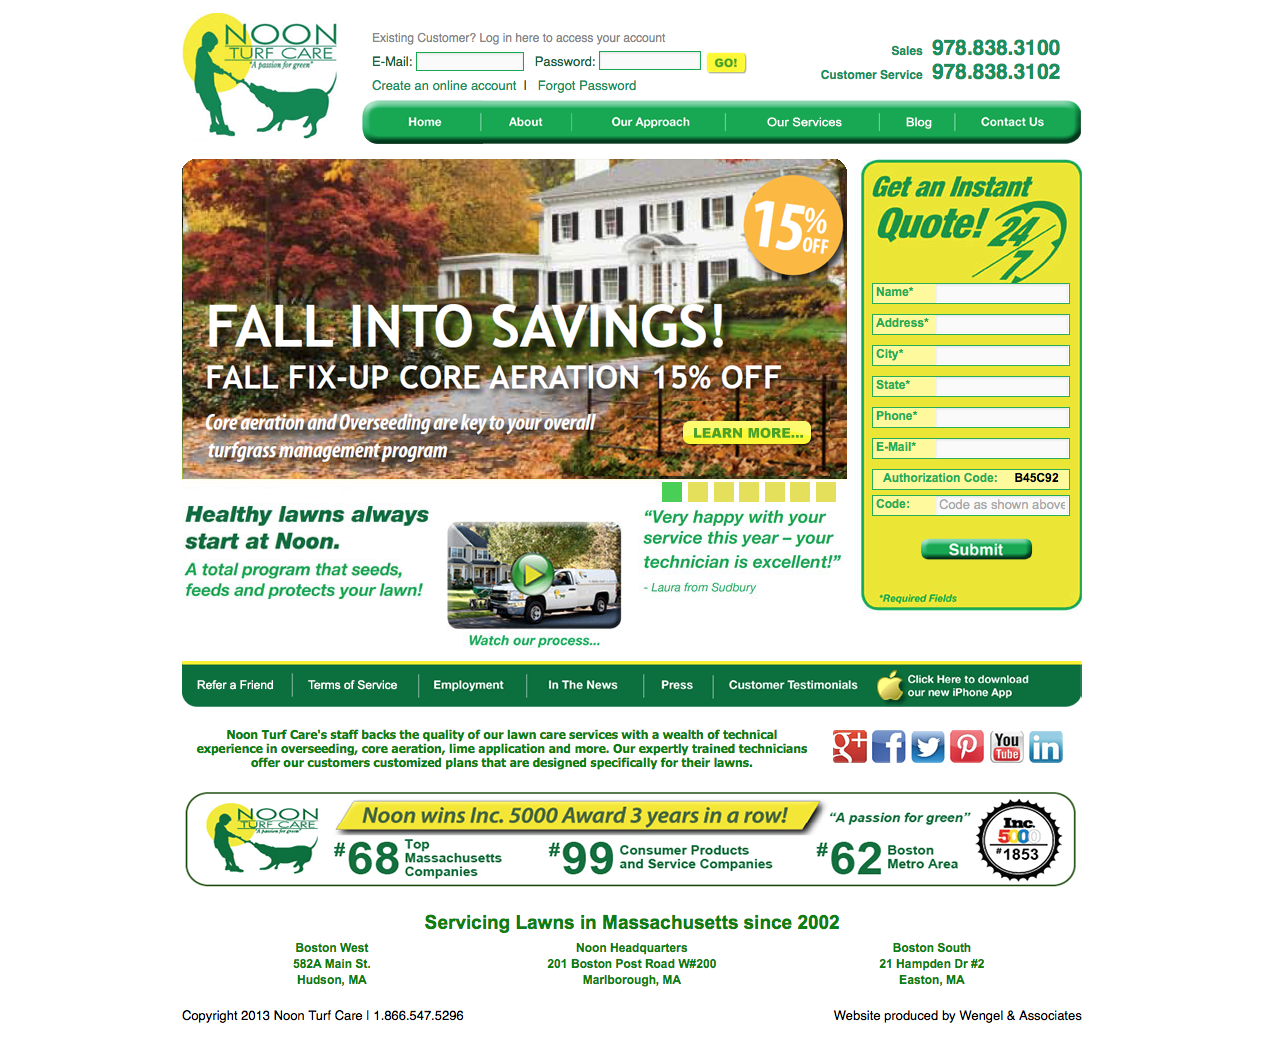 NOON
TURF CARE
"A passion for green"
Existing Customer? Log in here to access your account
E-Mail: Password: GO!
Create an online account | Forgot Password
Sales 978.838.3100
Customer Service 978.838.3102
Home About Our Approach Our Services Blog Contact Us
15% OFF
FALL INTO SAVINGS!
FALL FIX-UP CORE AERATION 15% OFF
Core aeration and Overseeding are key to your overall
turfgrass management program
LEARN MORE...
Get an Instant
Quote! 24/7
Name*
Address*
City*
State*
Phone*
E-Mail*
Authorization Code: B45C92
Code: Code as shown above
Submit
*Required Fields
Healthy lawns always
start at Noon.
A total program that seeds,
feeds and protects your lawn!
Watch our process...
“Very happy with your
service this year – your
technician is excellent!”
- Laura from Sudbury
Refer a Friend Terms of Service Employment In The News Press Customer Testimonials
Click Here to download
our new iPhone App
Noon Turf Care's staff backs the quality of our lawn care services with a wealth of technical
experience in overseeding, core aeration, lime application and more. Our expertly trained technicians
offer our customers customized plans that are designed specifically for their lawns.
g+ f P You Tube in
NOON
TURF CARE
"A passion for green"
Noon wins Inc. 5000 Award 3 years in a row!
“A passion for green”
#68 Top Massachusetts Companies
#99 Consumer Products and Service Companies
#62 Boston Metro Area
Inc.
5000
#1853
Servicing Lawns in Massachusetts since 2002
Boston West
582A Main St.
Hudson, MA
Noon Headquarters
201 Boston Post Road W#200
Marlborough, MA
Boston South
21 Hampden Dr #2
Easton, MA
Copyright 2013 Noon Turf Care | 1.866.547.5296
Website produced by Wengel & Associates